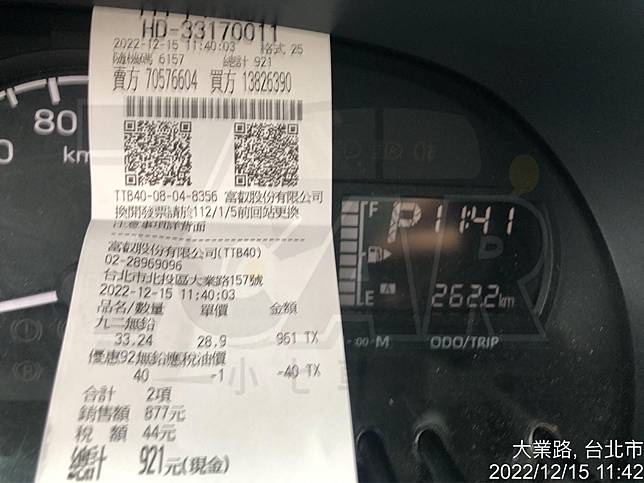 HD-33170011
2022-12-15 11:40:03 格式 25
隨機碼 6157 總計 921
賣方 70576604 買方 13826390
TTB40-08-04-8356 富叡股份有限公司
換開發票請於112/1/5前回站更換
注意事項詳背面
富叡股份有限公司(TTB40)
02-28969096
台北市北投區大業路157號
2022-12-15 11:40:03
品名/數量 單價 金額
九二無鉛
33.24 28.9 961 TX
優惠92無鉛應稅油價
40 -1 -40 TX
合計 2項
銷售額 877元
稅 額 44元
總計 921元(現金)
80
km
F
P 11:41
D
E
262.2 km
M
ODO/TRIP
CAR
小七
大業路, 台北市
2022/12/15 11:42